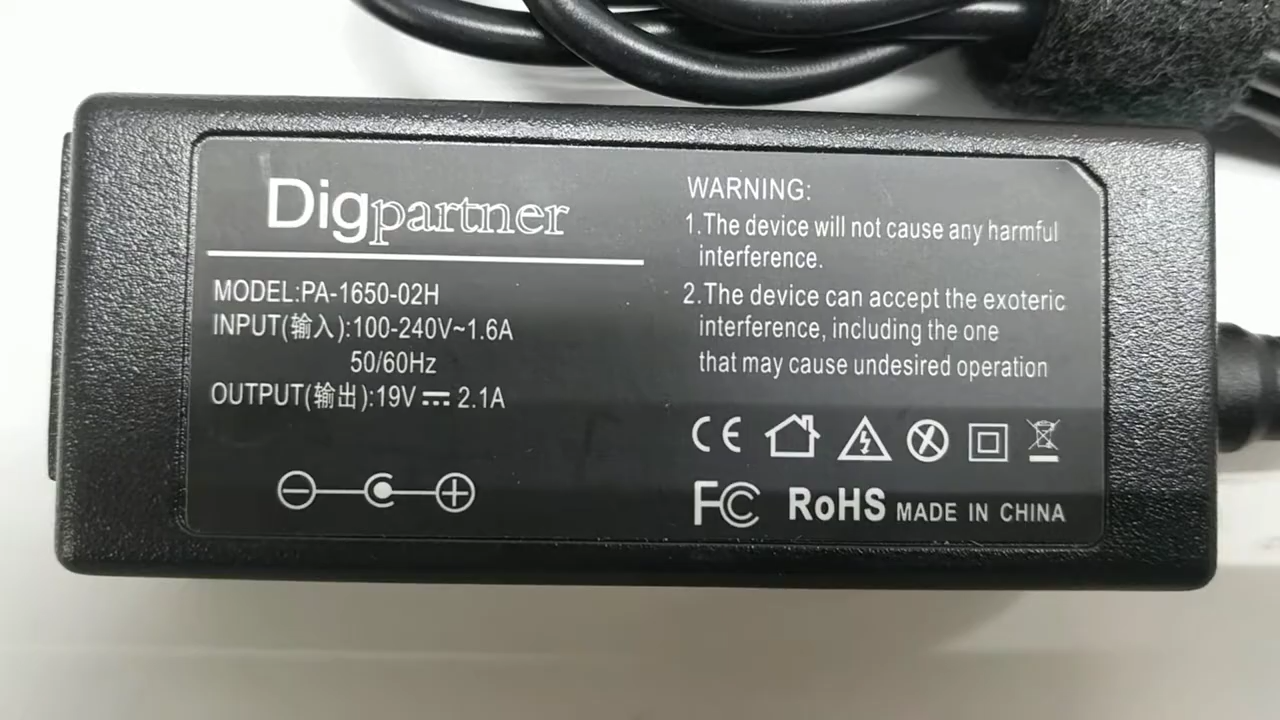 Digpartner
MODEL:PA-1650-02H
INPUT(输入):100-240V~1.6A
50/60Hz
OUTPUT(输出):19V⎓2.1A
WARNING:
1.The device will not cause any harmful
interference.
2.The device can accept the exoteric
interference, including the one
that may cause undesired operation
CE
FC RoHS MADE IN CHINA